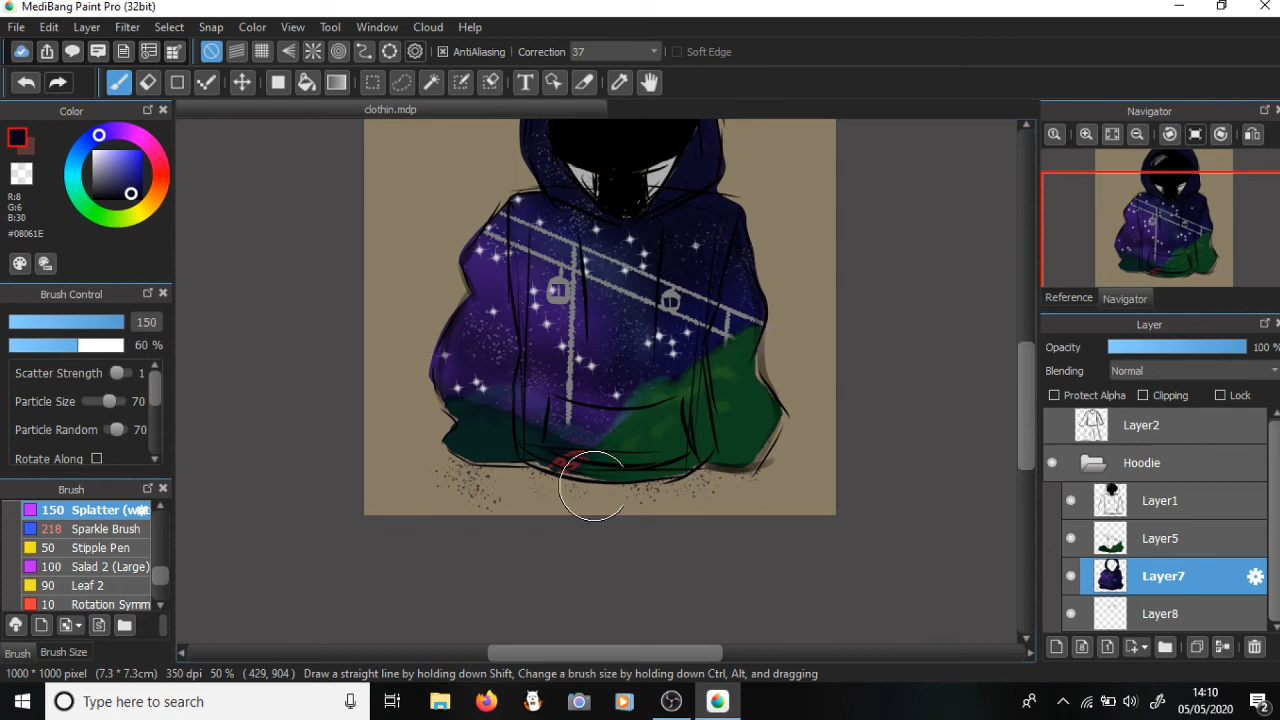 MediBang Paint Pro (32bit)
File Edit Layer Filter Select Snap Color View Tool Window Cloud Help
AntiAliasing Correction 37 Soft Edge
Color
clothin.mdp
Navigator
R:8
G:6
B:30
#08061E
Brush Control
150
60 %
Scatter Strength 1
Particle Size 70
Particle Random 70
Rotate Along
Reference Navigator
Layer
Opacity 100 %
Blending Normal
Protect Alpha Clipping Lock
Layer2
Hoodie
Layer1
Layer5
Layer7
Layer8
Brush
150 Splatter (w
218 Sparkle Brush
50 Stipple Pen
100 Salad 2 (Large)
90 Leaf 2
10 Rotation Symm
Brush Brush Size
1000 * 1000 pixel (7.3 * 7.3cm) 350 dpi 50 % (429, 904) Draw a straight line by holding down Shift, Change a brush size by holding down Ctrl, Alt, and dragging
Type here to search
14:10
05/05/2020
2